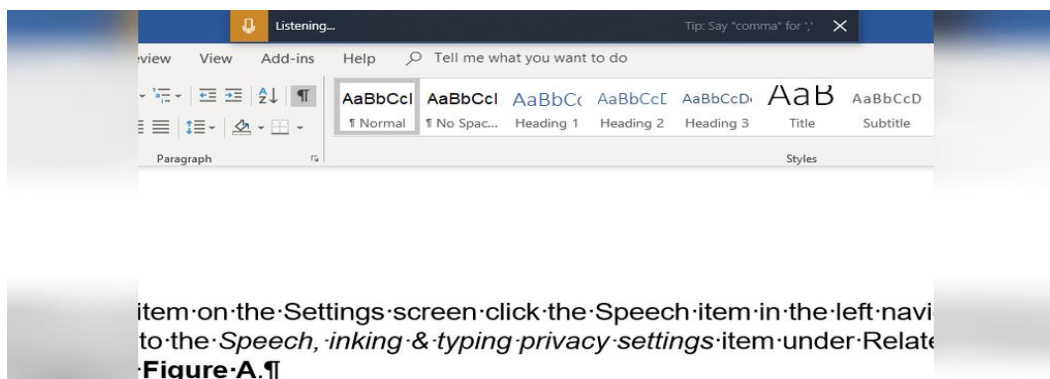 Listening...
Tip: Say "comma" for ','
View Add-ins Help Tell me what you want to do
AaBbCcI AaBbCcI AaBbC AaBbCcE AaBbCcD AaB AaBbCcD
¶ Normal ¶ No Spac... Heading 1 Heading 2 Heading 3 Title Subtitle
Paragraph Styles
item·on·the·Settings·screen·click·the·Speech·item·in·the·left·navi
to·the·Speech,·inking·&·typing·privacy·settings·item·under·Relate
·Figure·A.¶